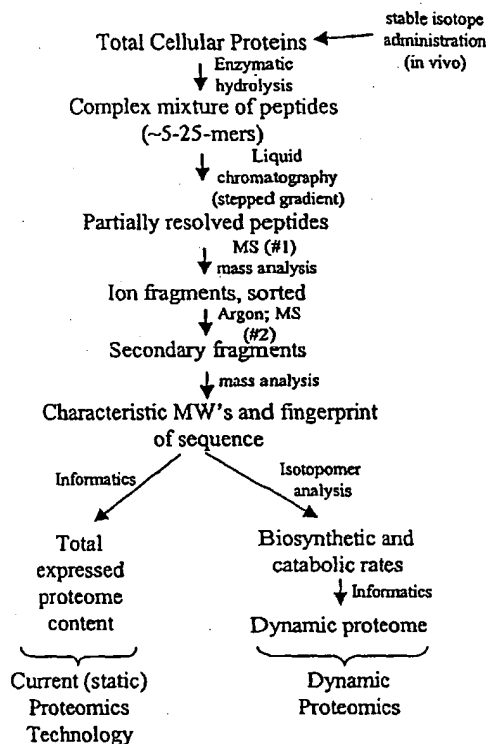 stable isotope
administration
(in vivo)
Total Cellular Proteins
Enzymatic
hydrolysis
Complex mixture of peptides
(~5-25-mers)
Liquid
chromatography
(stepped gradient)
Partially resolved peptides
MS (#1)
mass analysis
Ion fragments, sorted
Argon; MS
(#2)
Secondary fragments
mass analysis
Characteristic MW's and fingerprint
of sequence
Informatics
Isotopomer
analysis
Total
expressed
proteome
content
Biosynthetic and
catabolic rates
Informatics
Dynamic proteome
Current (static)
Proteomics
Technology
Dynamic
Proteomics